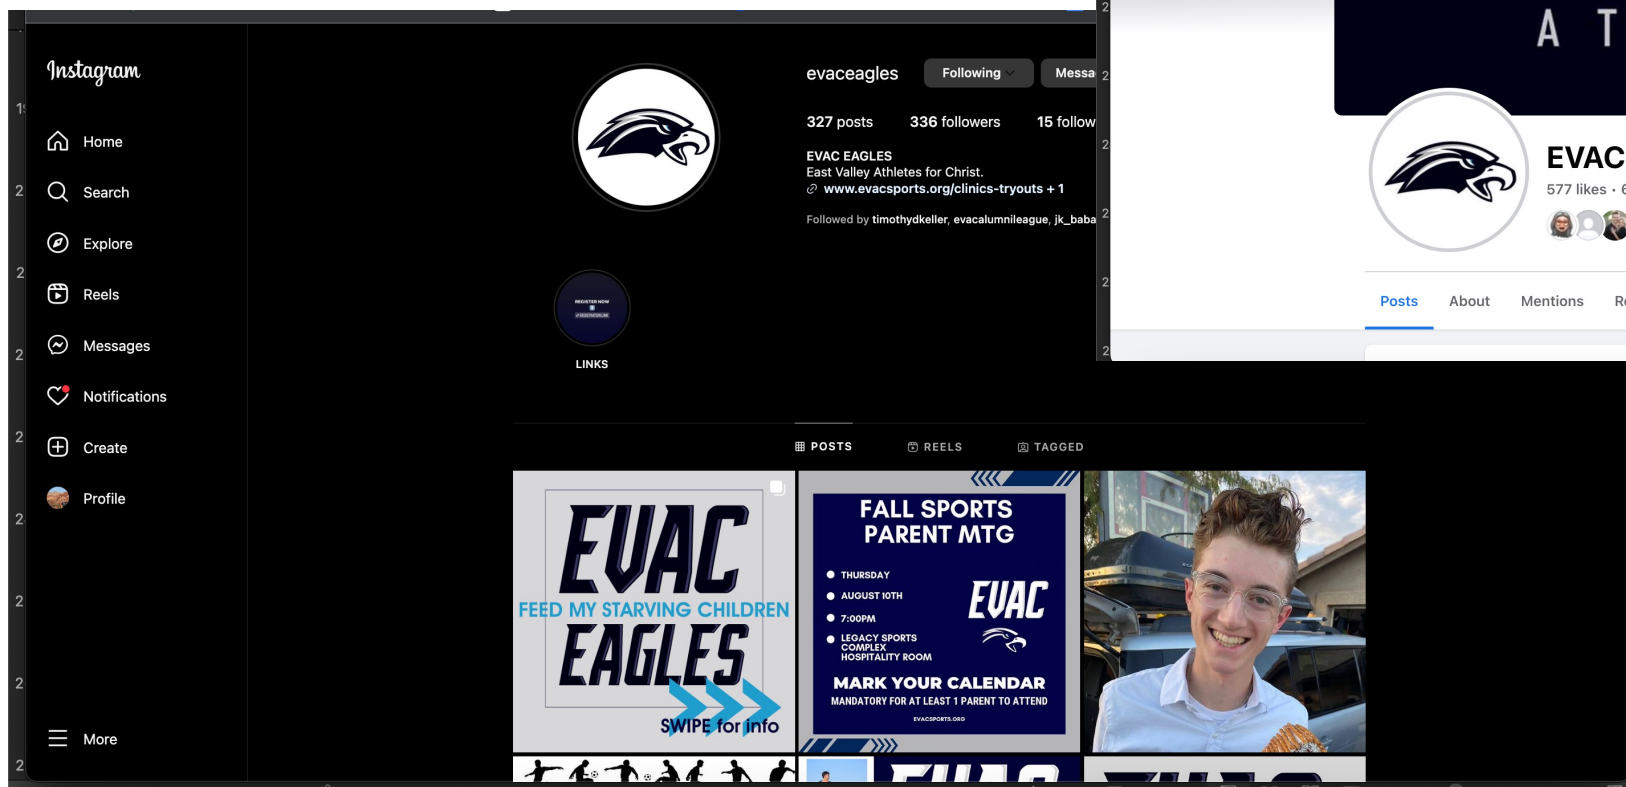 Instagram
Home
Search
Explore
Reels
Messages
Notifications
Create
Profile
More
evaceagles Following Messa
327 posts 336 followers 15 follow
EVAC EAGLES
East Valley Athletes for Christ.
www.evacsports.org/clinics-tryouts + 1
Followed by timothydkeller, evacalumnileague, jk_baba
REGISTER NOW
LINKS
POSTS REELS TAGGED
EVAC
FEED MY STARVING CHILDREN
EAGLES
SWIPE for info
FALL SPORTS
PARENT MTG
THURSDAY
AUGUST 10TH
7:00PM
LEGACY SPORTS
COMPLEX
HOSPITALITY ROOM
EVAC
MARK YOUR CALENDAR
MANDATORY FOR AT LEAST 1 PARENT TO ATTEND
EVACSPORTS.ORG
A T
EVAC
577 likes • 6
Posts About Mentions Re